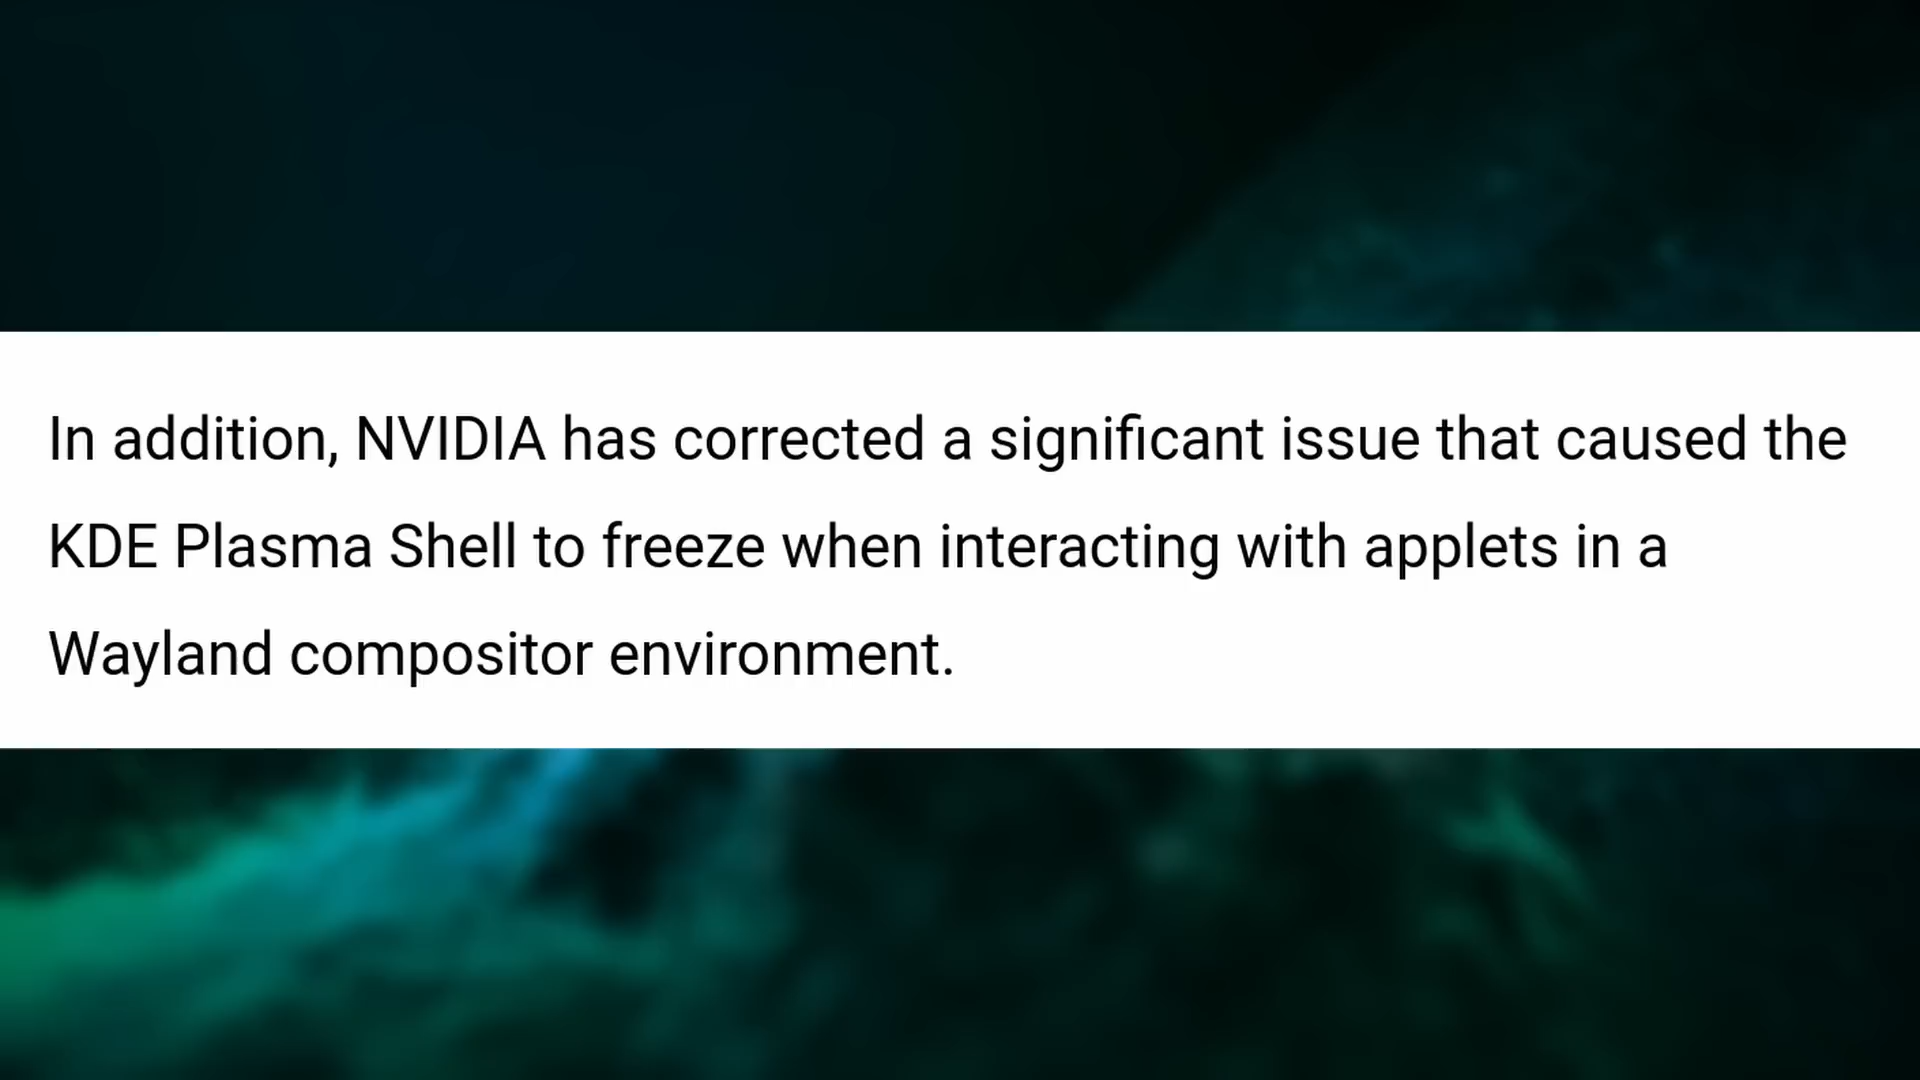 In addition, NVIDIA has corrected a significant issue that caused the
KDE Plasma Shell to freeze when interacting with applets in a
Wayland compositor environment.